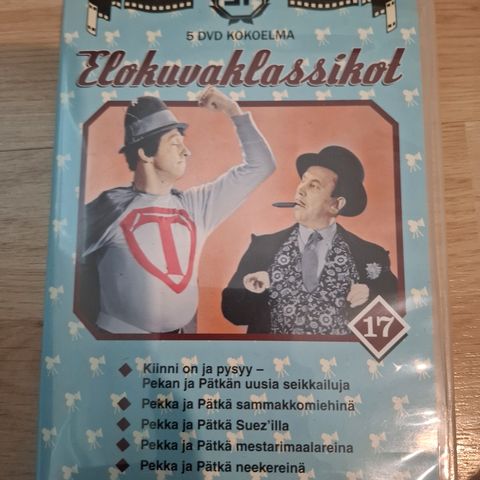 5 DVD KOKOELMA
Elokuvaklassikot
T
17
Kiinni on ja pysyy –
Pekan ja Pätkän uusia seikkailuja
Pekka ja Pätkä sammakkomiehinä
Pekka ja Pätkä Suez'illa
Pekka ja Pätkä mestarimaalareina
Pekka ja Pätkä neekereinä